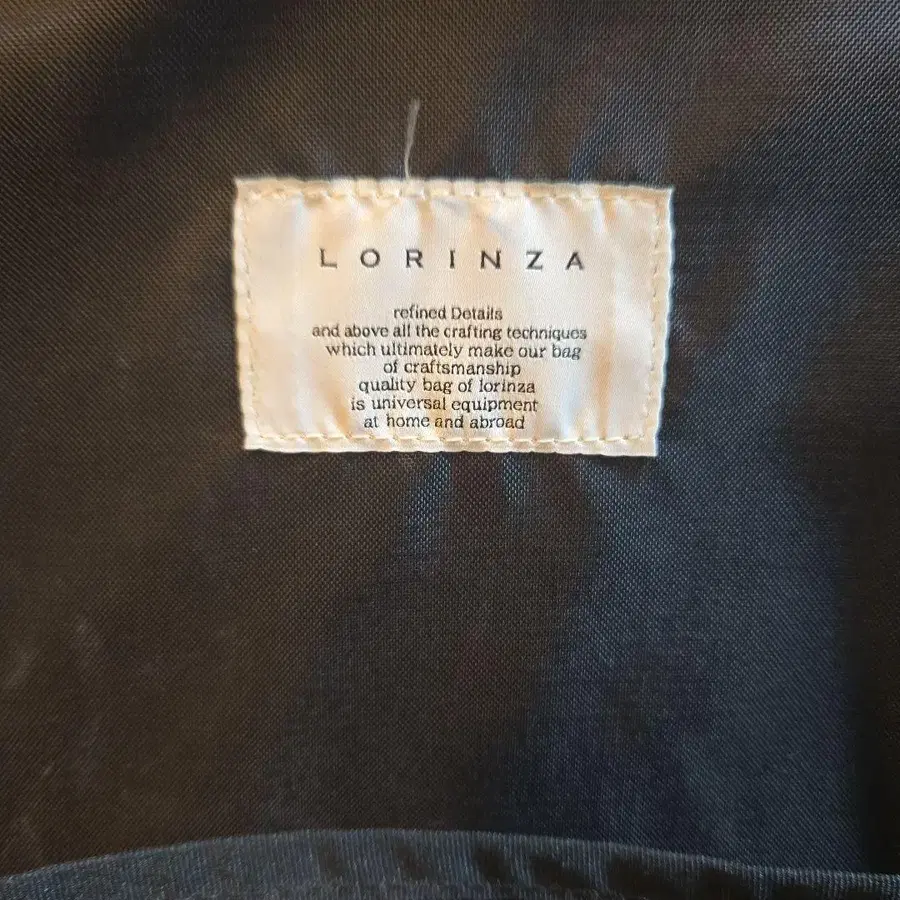 LORINZA
refined Details
and above all the crafting techniques
which ultimately make our bag
of craftsmanship
quality bag of lorinza
is universal equipment
at home and abroad